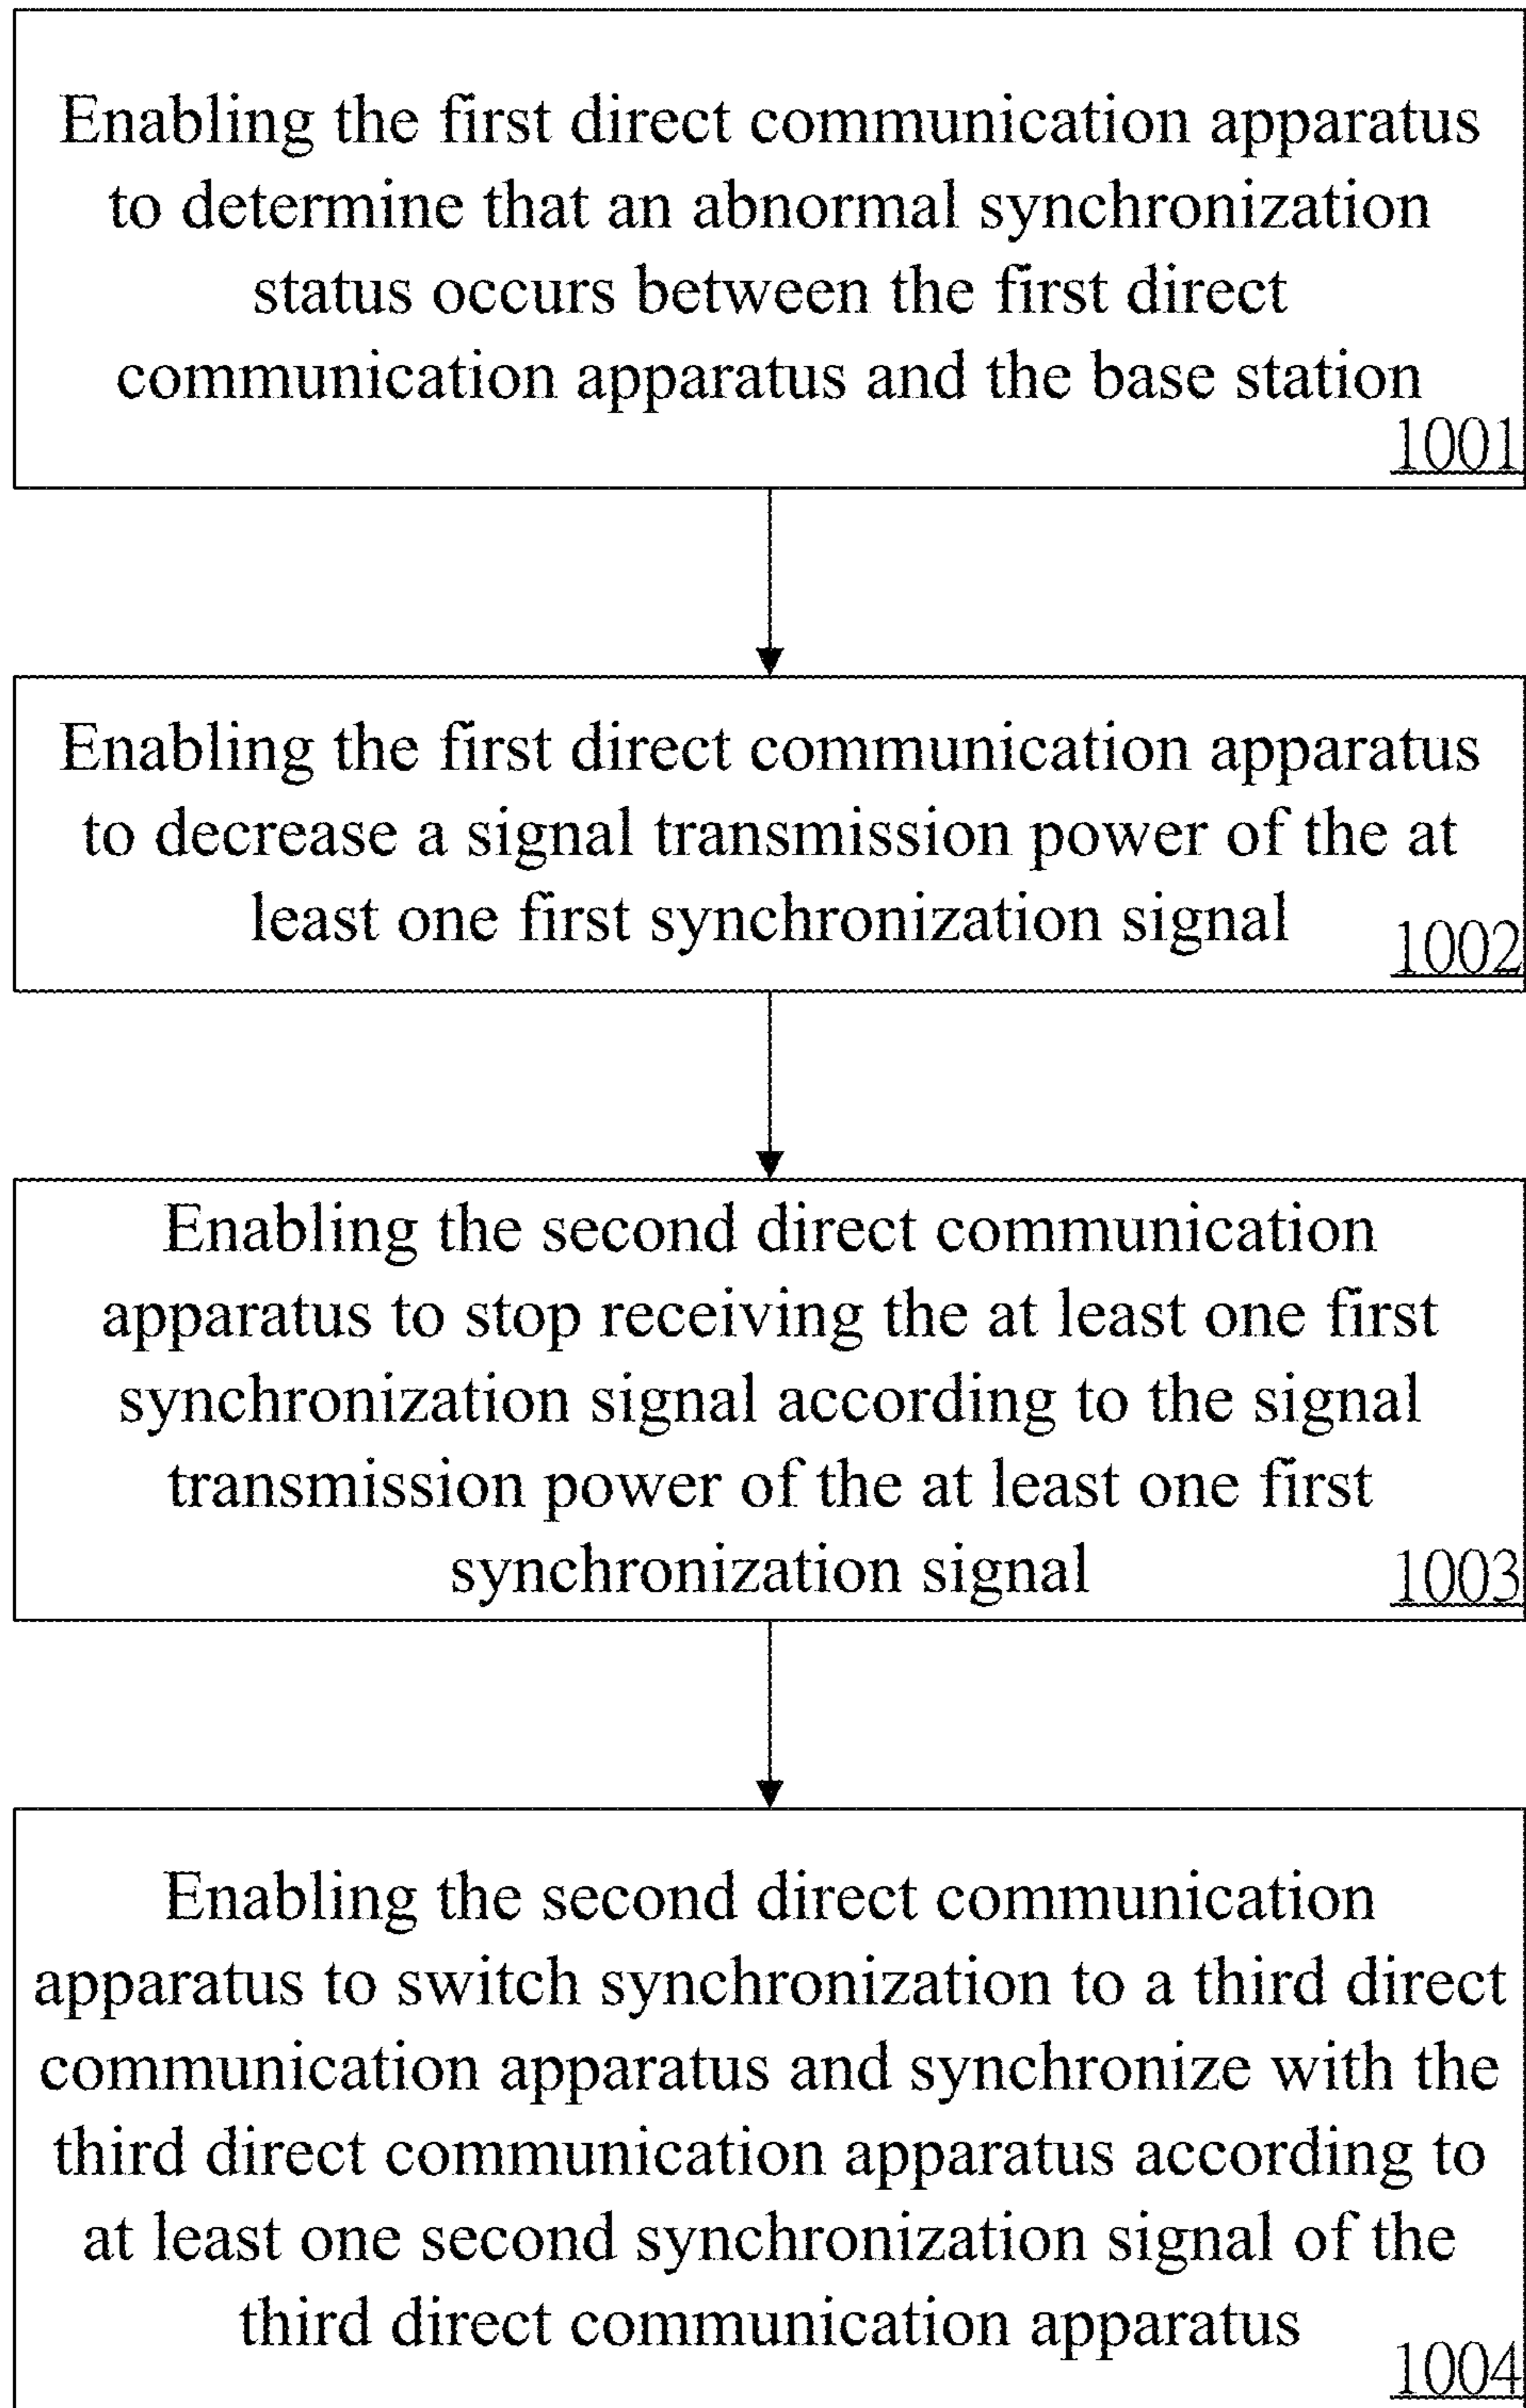 Enabling the first direct communication apparatus
to determine that an abnormal synchronization
status occurs between the first direct
communication apparatus and the base station
1001
Enabling the first direct communication apparatus
to decrease a signal transmission power of the at
least one first synchronization signal
1002
Enabling the second direct communication
apparatus to stop receiving the at least one first
synchronization signal according to the signal
transmission power of the at least one first
synchronization signal
1003
Enabling the second direct communication
apparatus to switch synchronization to a third direct
communication apparatus and synchronize with the
third direct communication apparatus according to
at least one second synchronization signal of the
third direct communication apparatus
1004